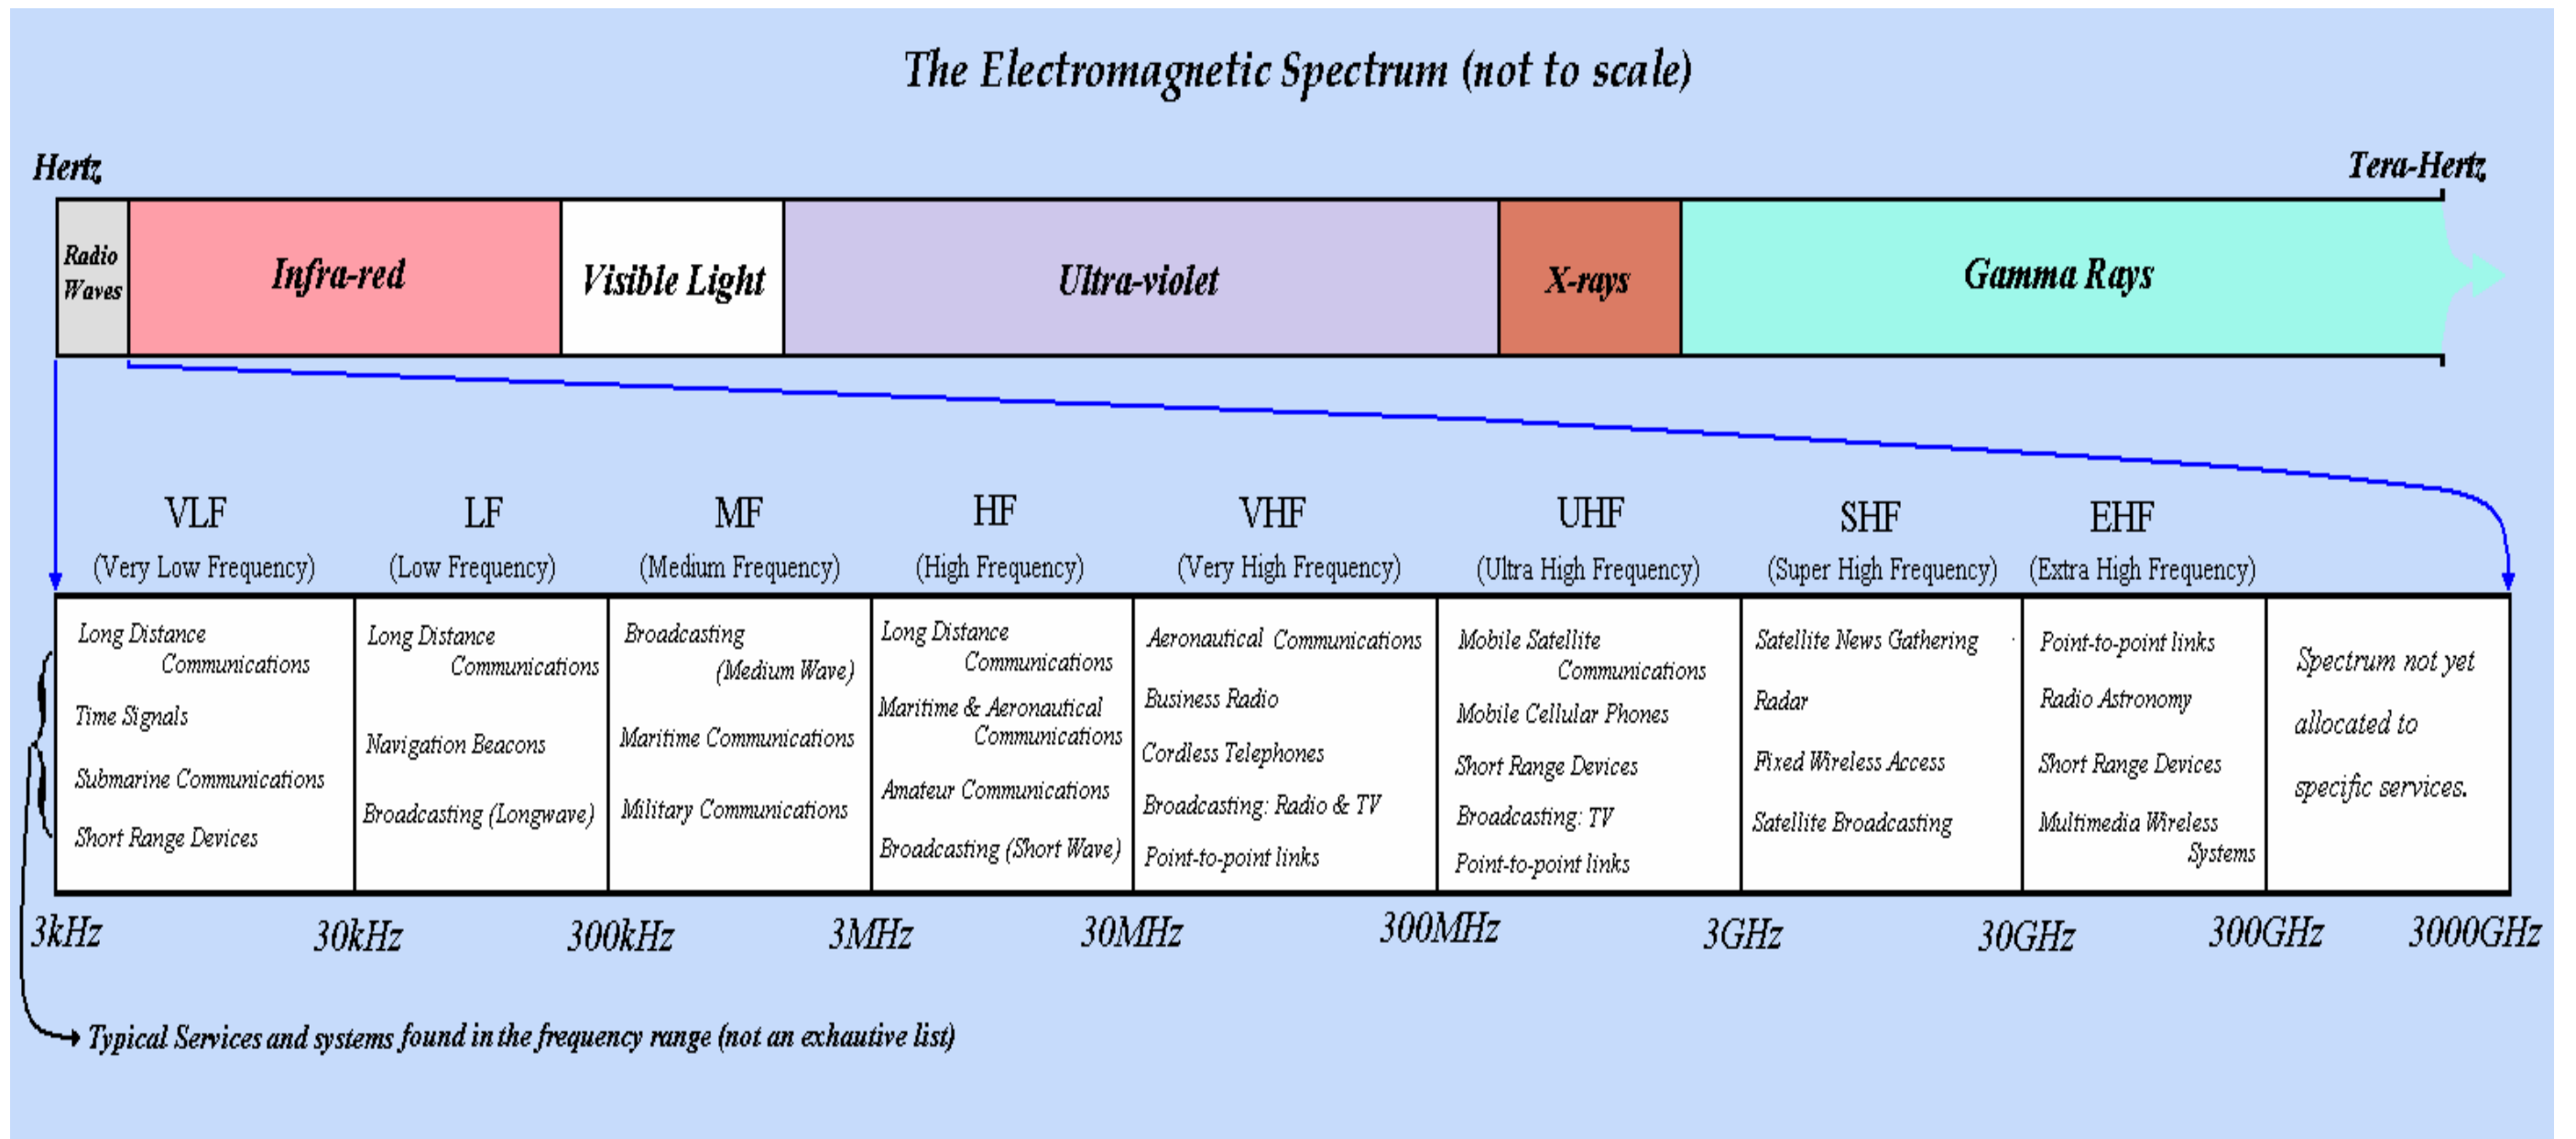 The Electromagnetic Spectrum (not to scale)
Hertz
Tera-Hertz
Radio
Waves
Infra-red
Visible Light
Ultra-violet
X-rays
Gamma Rays
VLF
(Very Low Frequency)
LF
(Low Frequency)
MF
(Medium Frequency)
HF
(High Frequency)
VHF
(Very High Frequency)
UHF
(Ultra High Frequency)
SHF
(Super High Frequency)
EHF
(Extra High Frequency)
Long Distance
Communications
Time Signals
Submarine Communications
Short Range Devices
Long Distance
Communications
Navigation Beacons
Broadcasting (Longwave)
Broadcasting
(Medium Wave)
Maritime Communications
Military Communications
Long Distance
Communications
Maritime & Aeronautical
Communications
Amateur Communications
Broadcasting (Short Wave)
Aeronautical Communications
Business Radio
Cordless Telephones
Broadcasting: Radio & TV
Point-to-point links
Mobile Satellite
Communications
Mobile Cellular Phones
Short Range Devices
Broadcasting: TV
Point-to-point links
Satellite News Gathering
Radar
Fixed Wireless Access
Satellite Broadcasting
Point-to-point links
Radio Astronomy
Short Range Devices
Multimedia Wireless
Systems
Spectrum not yet
allocated to
specific services.
3kHz
30kHz
300kHz
3MHz
30MHz
300MHz
3GHz
30GHz
300GHz
3000GHz
Typical Services and systems found in the frequency range (not an exhautive list)